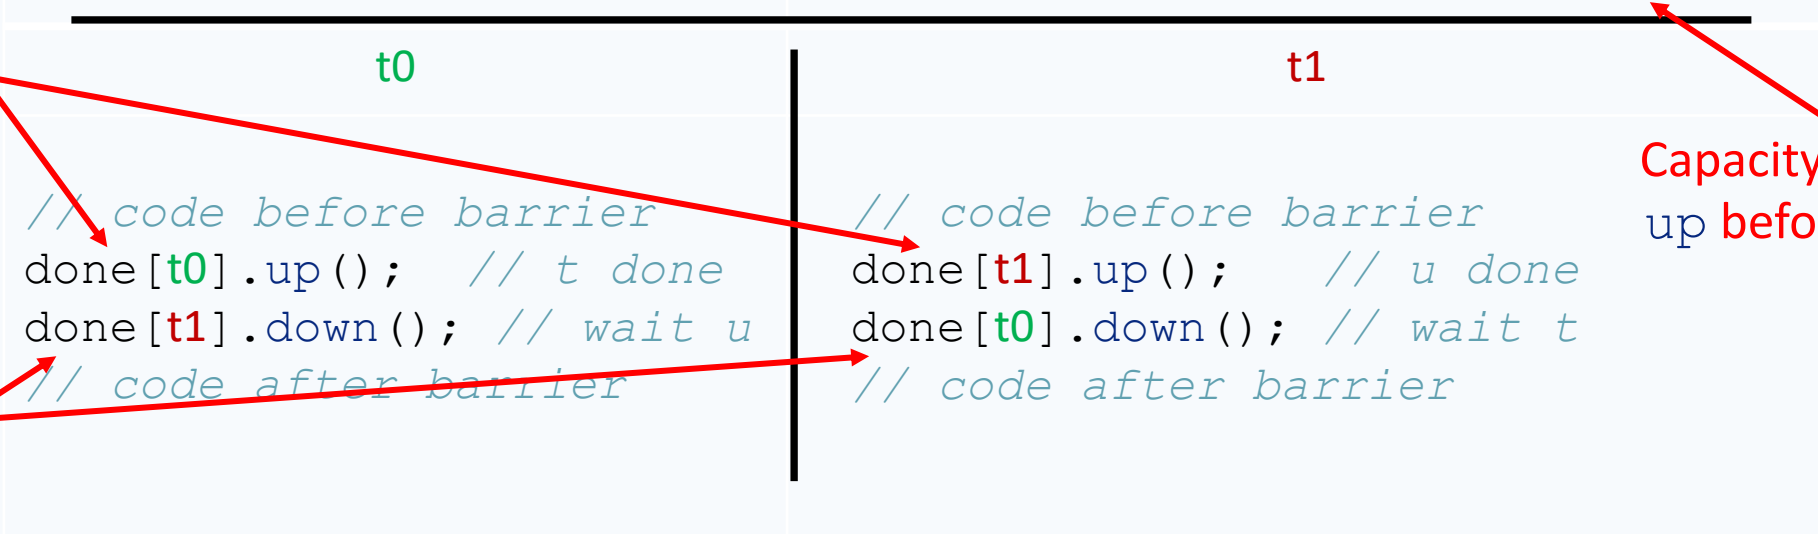 t0
t1
// code before barrier
done[t0].up(); // t done
done[t1].down(); // wait u
// code after barrier
// code before barrier
done[t1].up(); // u done
done[t0].down(); // wait t
// code after barrier
Capacity
up befo